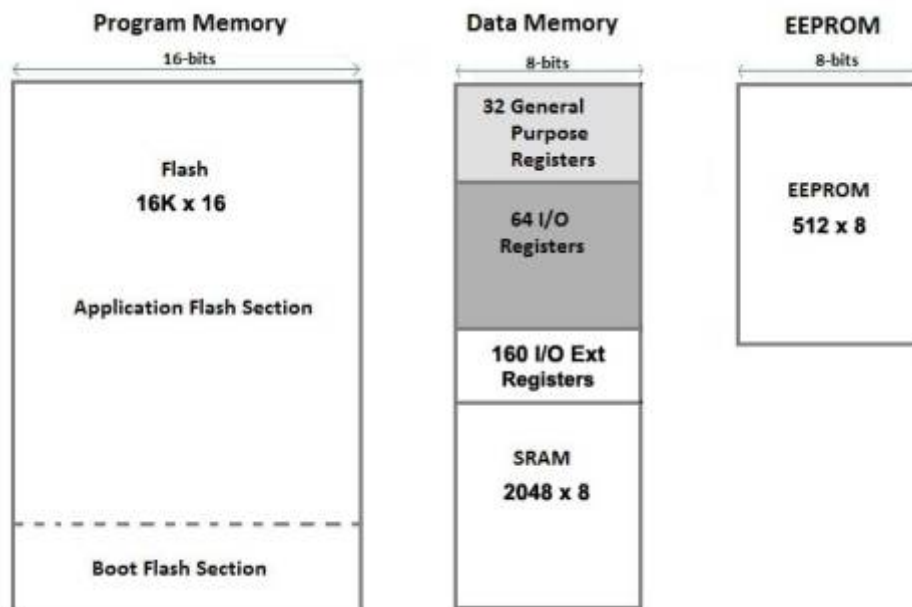 Program Memory
16-bits
Flash
16K x 16
Application Flash Section
Boot Flash Section
Data Memory
8-bits
32 General
Purpose
Registers
64 I/O
Registers
160 I/O Ext
Registers
SRAM
2048 x 8
EEPROM
8-bits
EEPROM
512 x 8